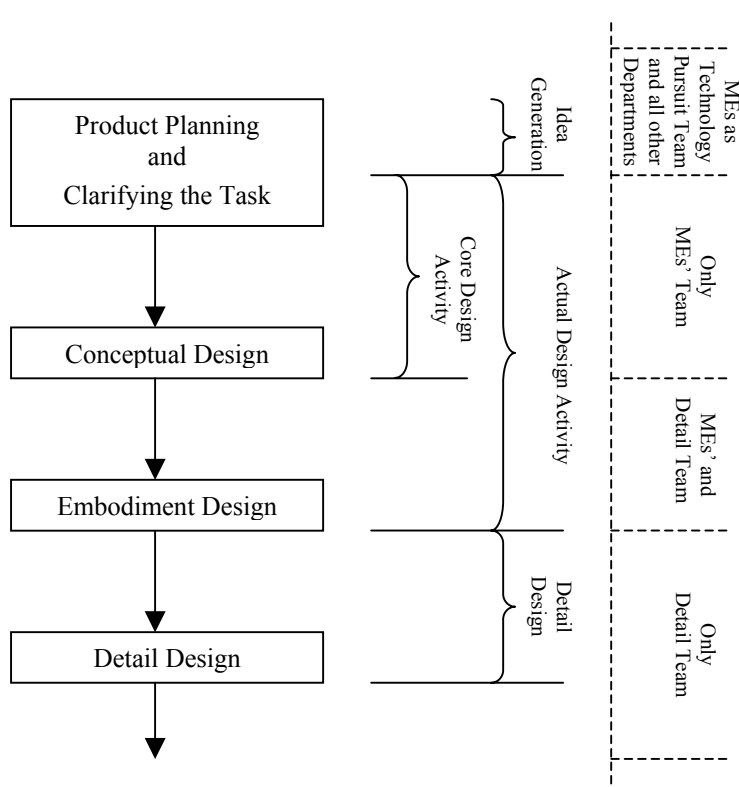 Product Planning
and
Clarifying the Task
Conceptual Design
Embodiment Design
Detail Design
Idea
Generation
Core Design
Activity
Actual Design Activity
Detail
Design
MEs as
Technology
Pursuit Team
and all other
Departments
Only
MEs' Team
MEs' and
Detail Team
Only
Detail Team